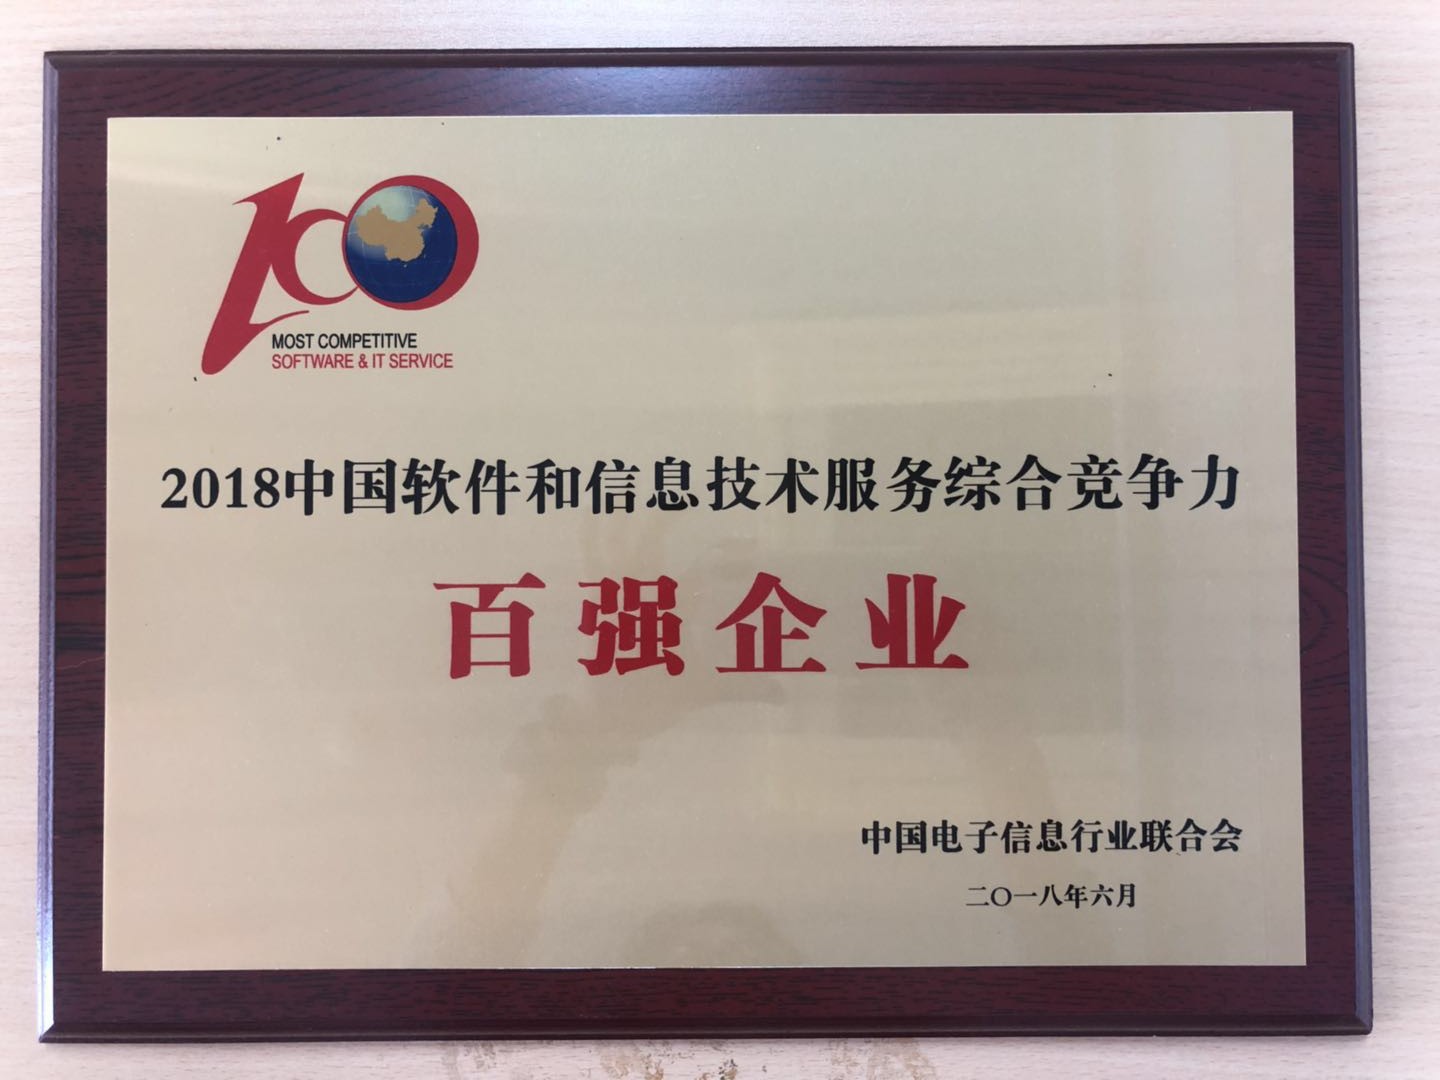 100
MOST COMPETITIVE
SOFTWARE & IT SERVICE
2018中国软件和信息技术服务综合竞争力
百强企业
中国电子信息行业联合会
二〇一八年六月